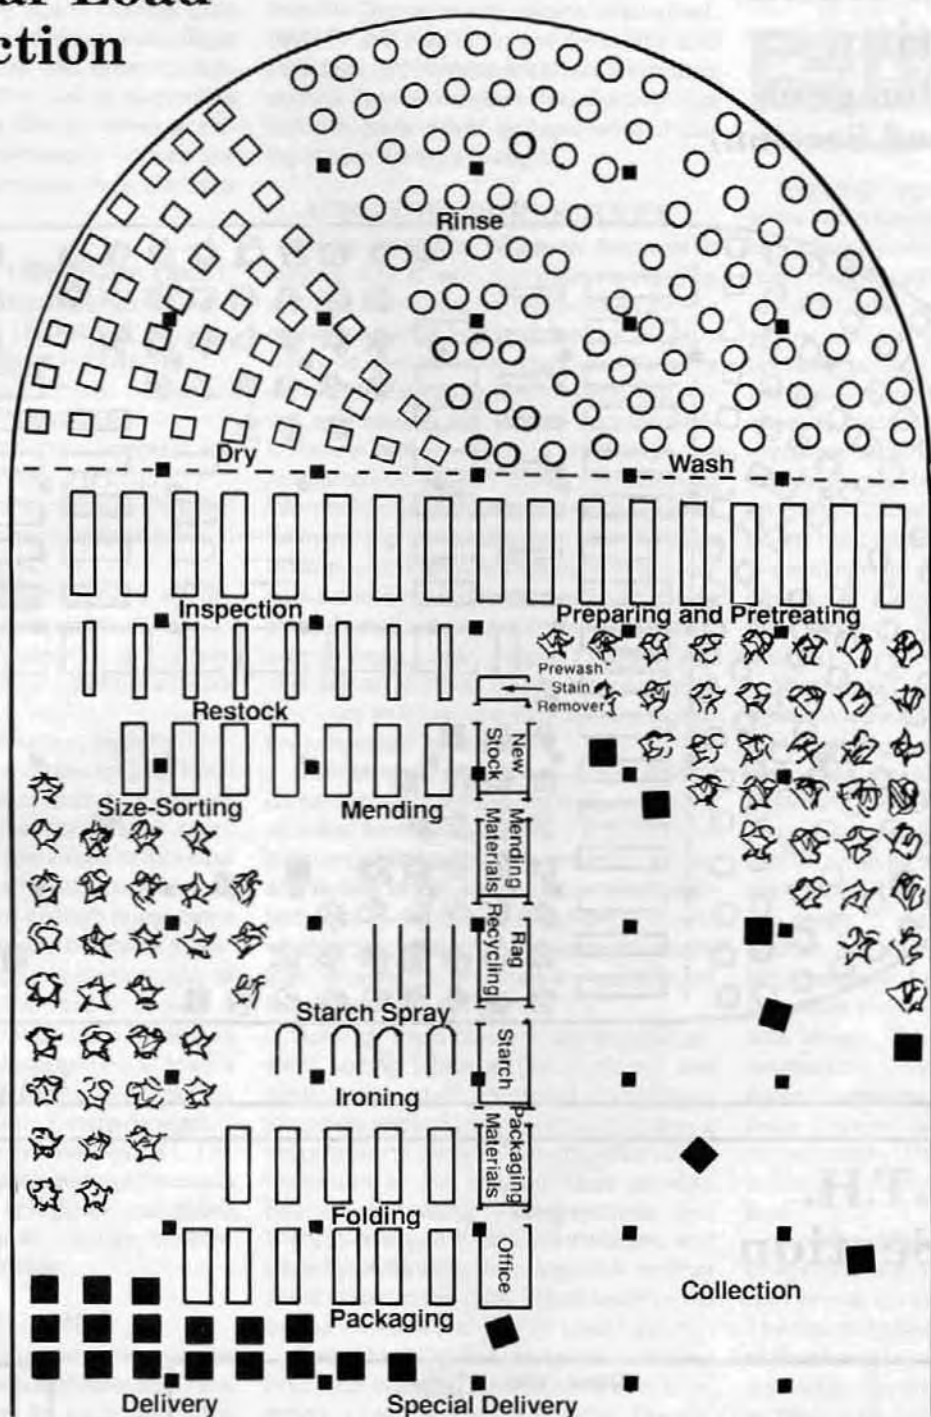 ction
Rinse
Dry
Wash
Inspection
Preparing and Pretreating
Prewash
Stain
Remover
Restock
New
Stock
Size-Sorting
Mending
Mending
Materials
Rag
Recycling
Starch Spray
Starch
Ironing
Packaging
Materials
Folding
Office
Collection
Packaging
Delivery
Special Delivery